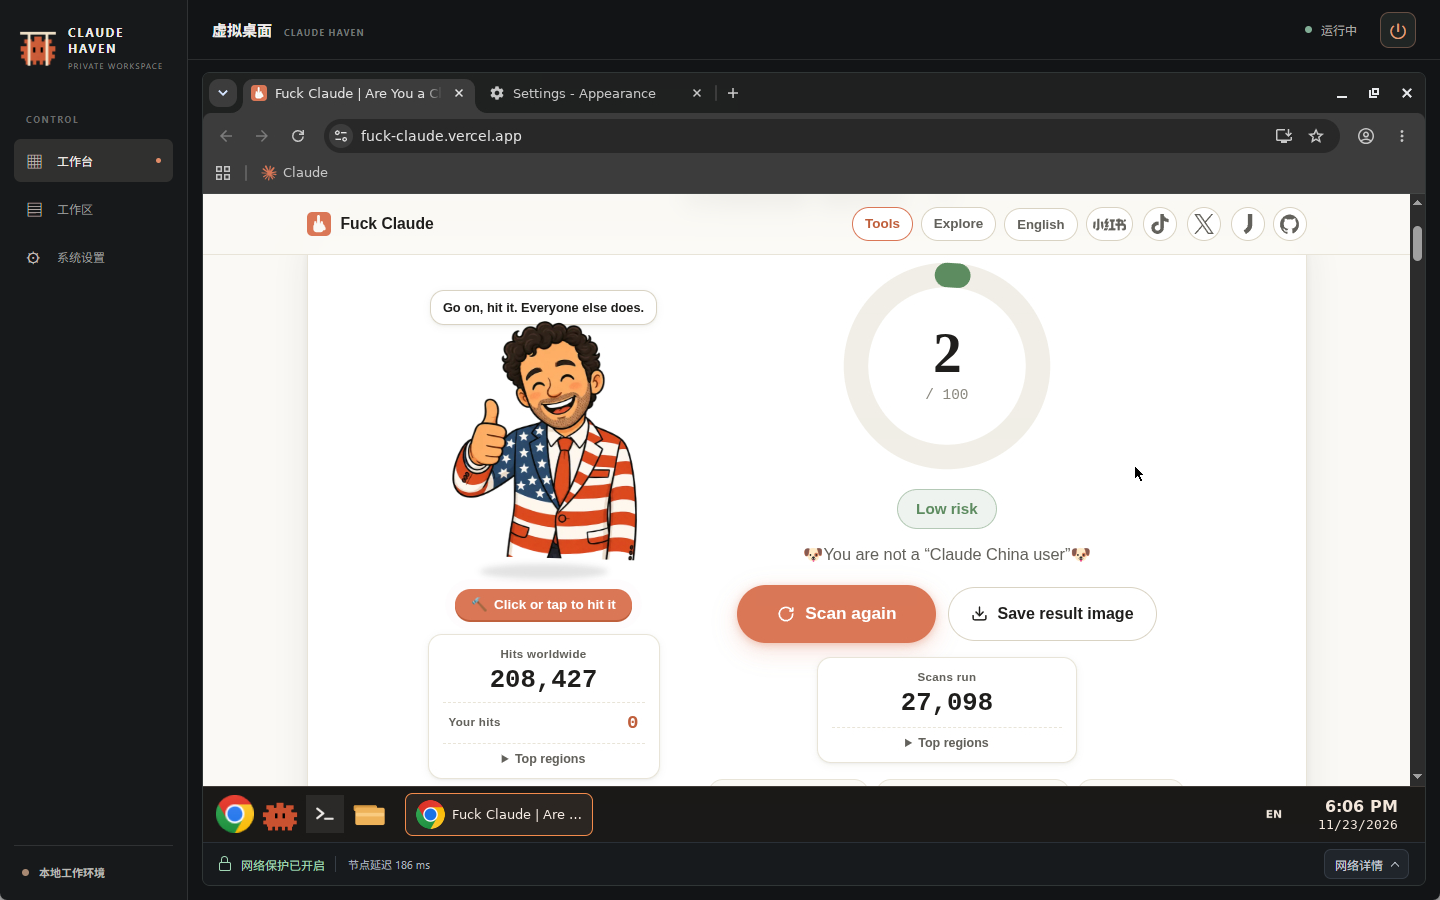 CLAUDE
HAVEN
PRIVATE WORKSPACE
CONTROL
工作台
工作区
系统设置
本地工作环境
虚拟桌面 CLAUDE HAVEN
运行中
Fuck Claude | Are You a Cl
Settings - Appearance
fuck-claude.vercel.app
Claude
Fuck Claude
Tools
Explore
English
小红书
Go on, hit it. Everyone else does.
Click or tap to hit it
Hits worldwide
208,427
Your hits 0
Top regions
2
/ 100
Low risk
You are not a “Claude China user”
Scan again
Save result image
Scans run
27,098
Top regions
Fuck Claude | Are ...
EN
6:06 PM
11/23/2026
网络保护已开启
节点延迟 186 ms
网络详情